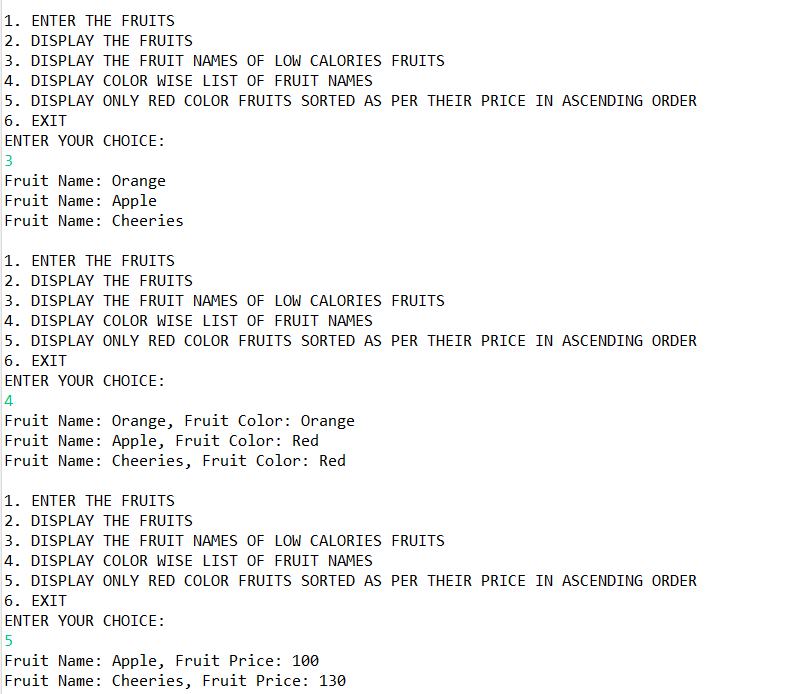 1. ENTER THE FRUITS
2. DISPLAY THE FRUITS
3. DISPLAY THE FRUIT NAMES OF LOW CALORIES FRUITS
4. DISPLAY COLOR WISE LIST OF FRUIT NAMES
5. DISPLAY ONLY RED COLOR FRUITS SORTED AS PER THEIR PRICE IN ASCENDING ORDER
6. EXIT
ENTER YOUR CHOICE:
3
Fruit Name: Orange
Fruit Name: Apple
Fruit Name: Cheeries
1. ENTER THE FRUITS
2. DISPLAY THE FRUITS
3. DISPLAY THE FRUIT NAMES OF LOW CALORIES FRUITS
4. DISPLAY COLOR WISE LIST OF FRUIT NAMES
5. DISPLAY ONLY RED COLOR FRUITS SORTED AS PER THEIR PRICE IN ASCENDING ORDER
6. EXIT
ENTER YOUR CHOICE:
4
Fruit Name: Orange, Fruit Color: Orange
Fruit Name: Apple, Fruit Color: Red
Fruit Name: Cheeries, Fruit Color: Red
1. ENTER THE FRUITS
2. DISPLAY THE FRUITS
3. DISPLAY THE FRUIT NAMES OF LOW CALORIES FRUITS
4. DISPLAY COLOR WISE LIST OF FRUIT NAMES
5. DISPLAY ONLY RED COLOR FRUITS SORTED AS PER THEIR PRICE IN ASCENDING ORDER
6. EXIT
ENTER YOUR CHOICE:
5
Fruit Name: Apple, Fruit Price: 100
Fruit Name: Cheeries, Fruit Price: 130